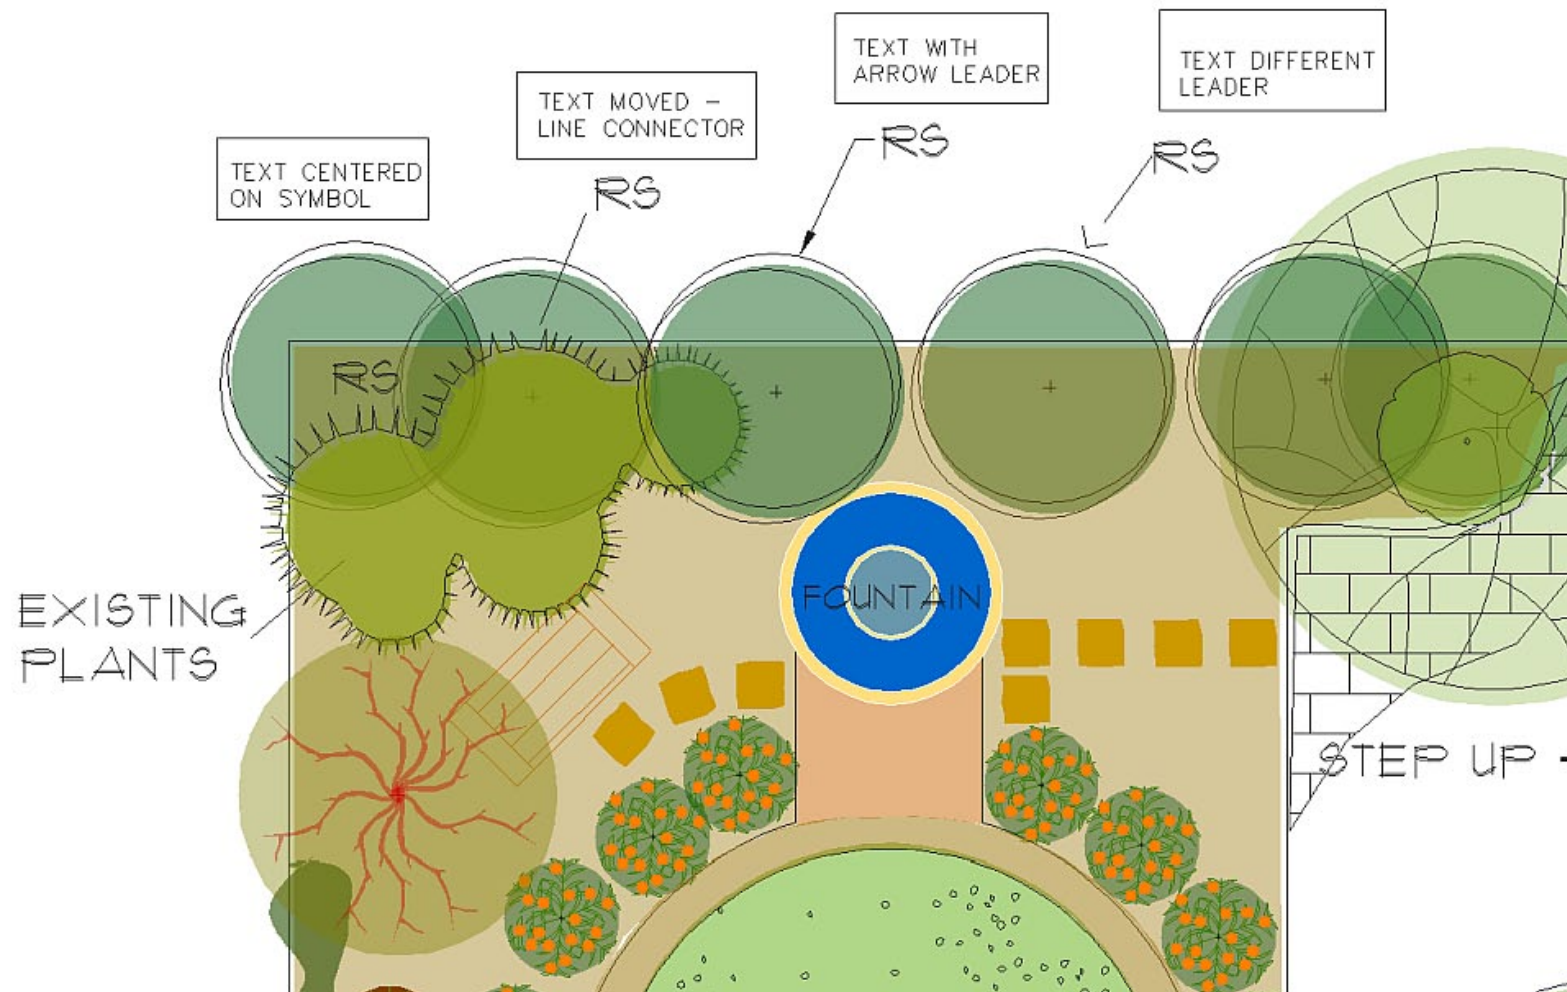 TEXT WITH
ARROW LEADER
TEXT DIFFERENT
LEADER
TEXT MOVED -
LINE CONNECTOR
TEXT CENTERED
ON SYMBOL
RS
RS
RS
RS
FOUNTAIN
EXISTING
PLANTS
STEP UP -